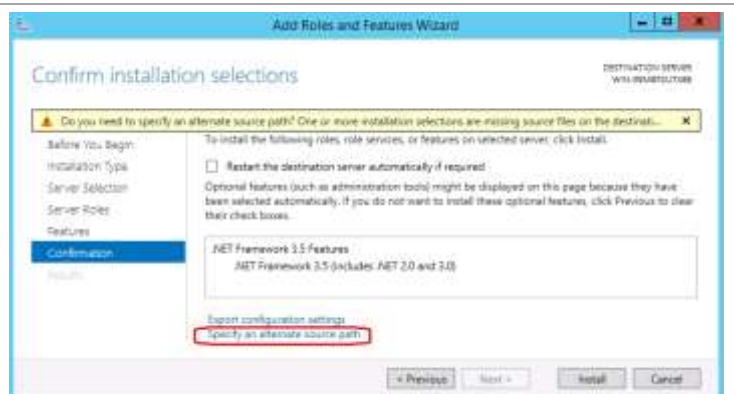 Add Roles and Features Wizard
Confirm installation selections
DESTINATION SERVER
Do you need to specify an alternate source path? One or more installation selections are missing source files on the destinati...
Before You Begin
Installation Type
Server Selection
Server Roles
Features
Confirmation
Results
To install the following roles, role services, or features on selected server, click Install.
Restart the destination server automatically if required
Optional features (such as administration tools) might be displayed on this page because they have
been selected automatically. If you do not want to install these optional features, click Previous to clear
their check boxes.
.NET Framework 3.5 Features
.NET Framework 3.5 (includes .NET 2.0 and 3.0)
Export configuration settings
Specify an alternate source path
< Previous
Next >
Install
Cancel